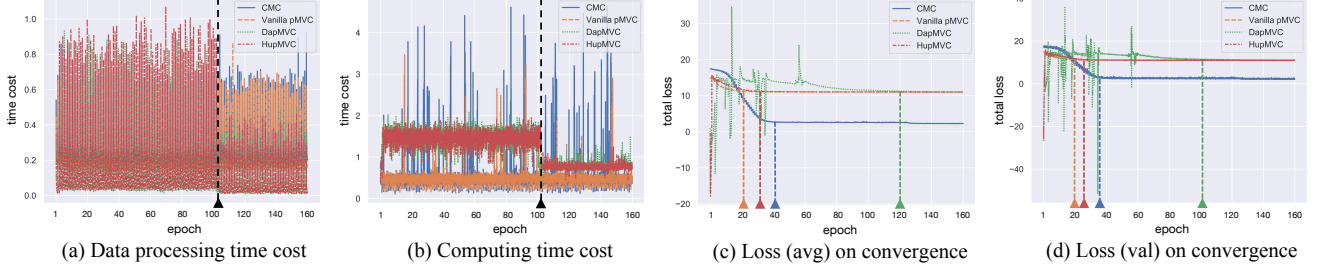 time cost
1.0
0.8
0.6
0.4
0.2
0.0
CMC
Vanilla pMVC
DapMVC
HupMVC
1 20 40 60 80 100 120 140 160
epoch
(a) Data processing time cost
time cost
4
3
2
1
0
CMC
Vanilla pMVC
DapMVC
HupMVC
1 20 40 60 80 100 120 140 160
epoch
(b) Computing time cost
total loss
30
20
10
0
−10
−20
CMC
Vanilla pMVC
DapMVC
HupMVC
1 20 40 60 80 100 120 140 160
epoch
(c) Loss (avg) on convergence
total loss
20
0
−20
−40
CMC
Vanilla pMVC
DapMVC
HupMVC
1 20 40 60 80 100 120 140 160
epoch
(d) Loss (val) on convergence